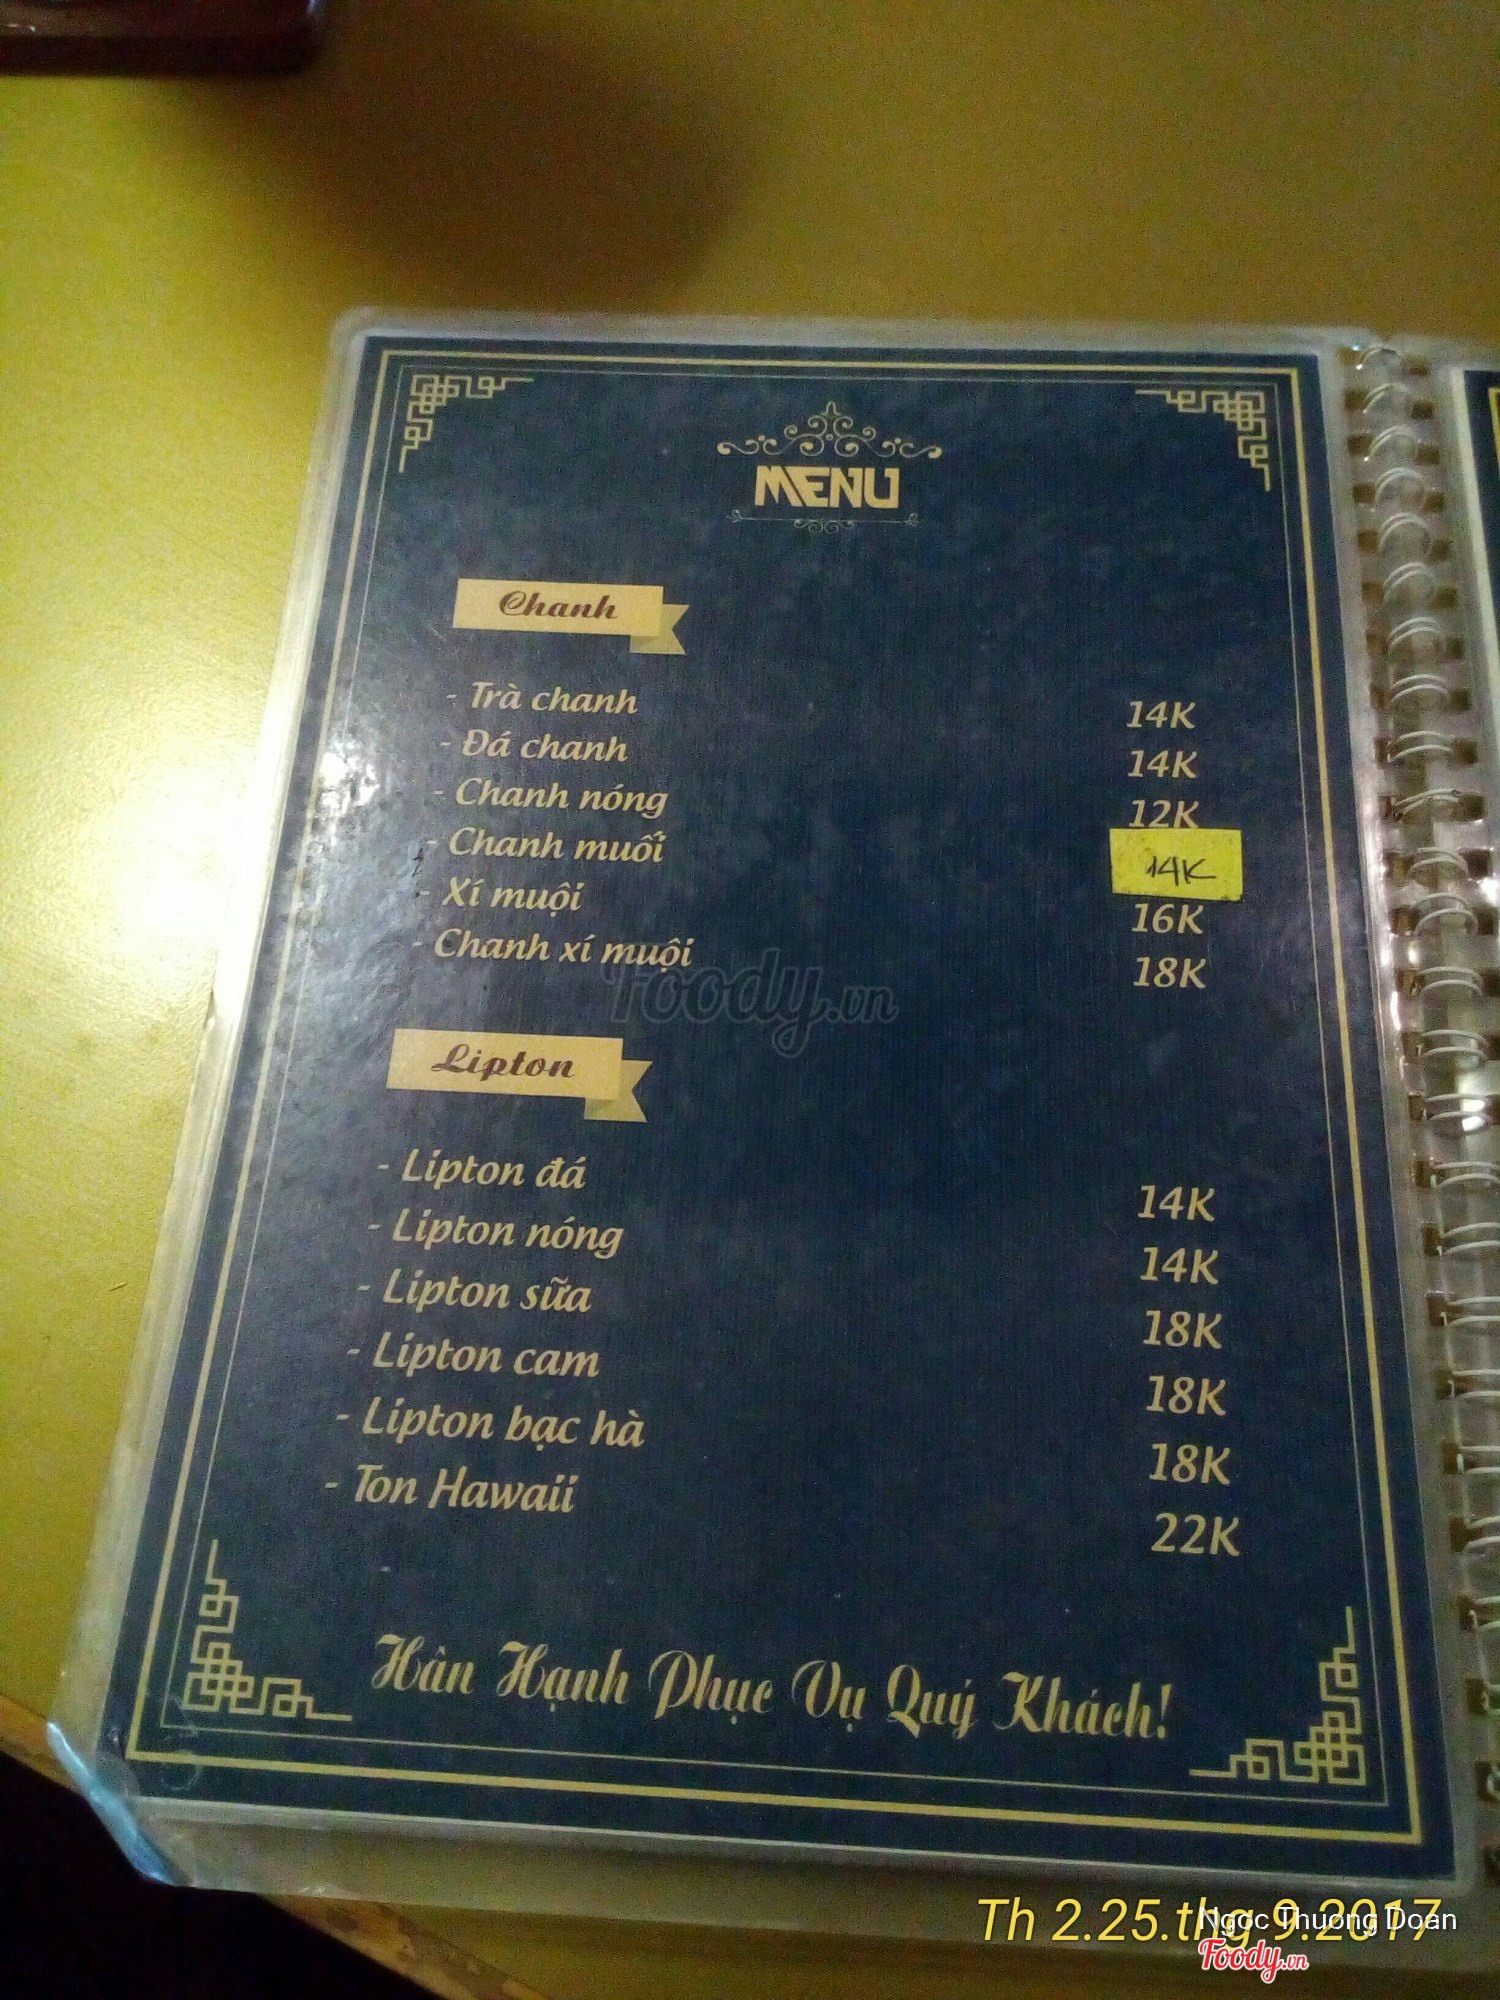 MENU
Chanh
- Trà chanh 14K
- Đá chanh 14K
- Chanh nóng 12K
- Chanh muối 14K
- Xí muội 16K
- Chanh xí muội 18K
Foody.vn
Lipton
- Lipton đá 14K
- Lipton nóng 14K
- Lipton sữa 18K
- Lipton cam 18K
- Lipton bạc hà 18K
- Ton Hawaii 22K
Hân Hạnh Phục Vụ Quý Khách!
Th 2.25.thg 9.2017
Ngoc Thuong Doan
Foody.vn